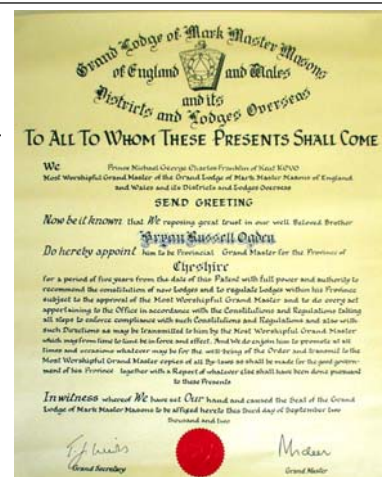 Grand Lodge of Mark Master Masons
of England and Wales
and its
Districts and Lodges Overseas
TO ALL TO WHOM THESE PRESENTS SHALL COME
We Prince Michael George Charles Franklin of Kent KCVO
Most Worshipful Grand Master of the Grand Lodge of Mark Master Masons of England
and Wales and its Districts and Lodges Overseas
SEND GREETING
Now be it known that We reposing great trust in our well Beloved Brother
Bryan Russell Ogden
Do hereby appoint him to be Provincial Grand Master for the Province of
Cheshire
for a period of five years from the date of this Patent with full power and authority to
recommend the constitution of new Lodges and to regulate Lodges within his Province
subject to the approval of the Most Worshipful Grand Master and to do every act
appertaining to the Office in accordance with the Constitutions and Regulations taking
all steps to enforce compliance with such Constitutions and Regulations and also with
such Directions as may be transmitted to him by the Most Worshipful Grand Master
which may from time to time be in force and effect. And We do enjoin him to promote at all
times and occasions whatever may be for the well-being of the Order and transmit to the
Most Worshipful Grand Master copies of all By-laws as shall be made for the good govern-
ment of his Province together with a Report of whatever else shall have been done pursuant
to these Presents
In witness whereof We have set Our hand and caused the Seal of the Grand
Lodge of Mark Master Masons to be affixed hereto this third day of September two
thousand and two
Grand Secretary
Grand Master